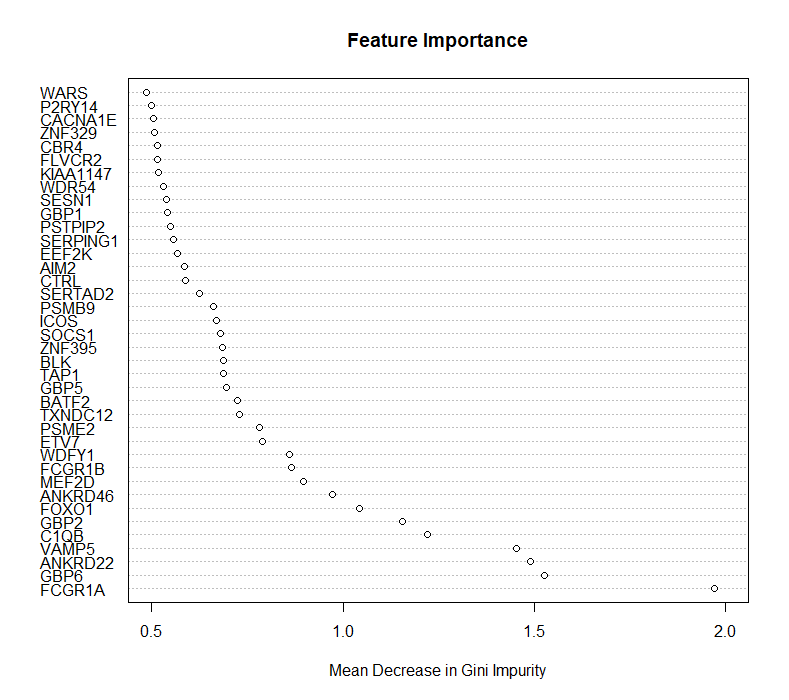 Feature Importance
WARS
P2RY14
CACNA1E
ZNF329
CBR4
FLVCR2
KIAA1147
WDR54
SESN1
GBP1
PSTPIP2
SERPING1
EEF2K
AIM2
CTRL
SERTAD2
PSMB9
ICOS
SOCS1
ZNF395
BLK
TAP1
GBP5
BATF2
TXNDC12
PSME2
ETV7
WDFY1
FCGR1B
MEF2D
ANKRD46
FOXO1
GBP2
C1QB
VAMP5
ANKRD22
GBP6
FCGR1A
0.5 1.0 1.5 2.0
Mean Decrease in Gini Impurity